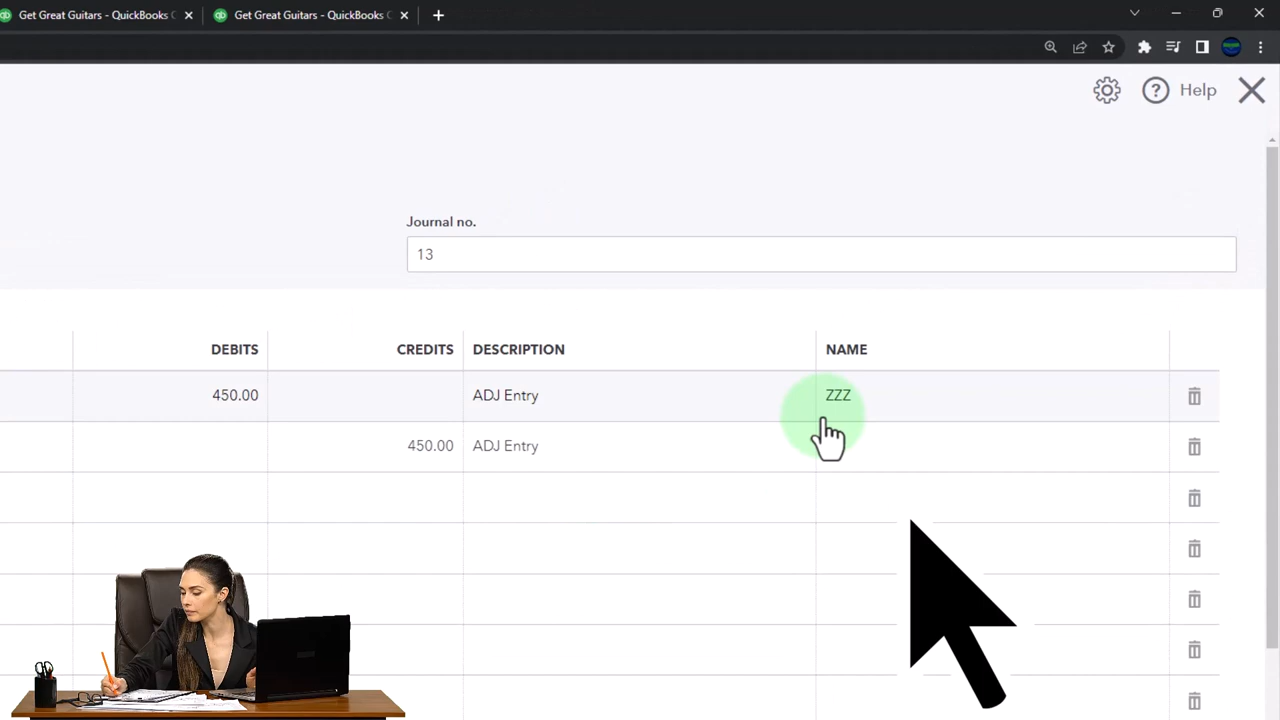 Get Great Guitars - QuickBooks Get Great Guitars - QuickBooks
Help
Journal no.
13
DEBITS CREDITS DESCRIPTION NAME
450.00 ADJ Entry ZZZ
450.00 ADJ Entry